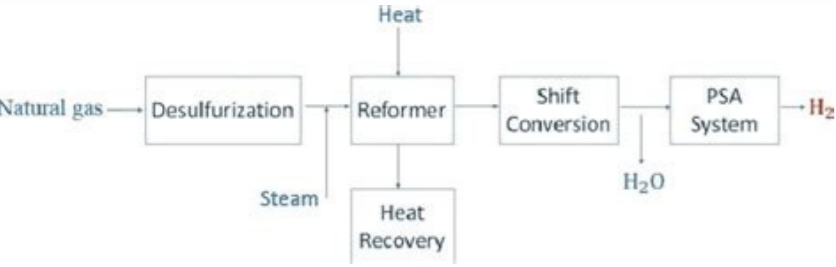 Heat
Natural gas
Desulfurization
Reformer
Shift
Conversion
PSA
System
H₂
Steam
H₂O
Heat
Recovery